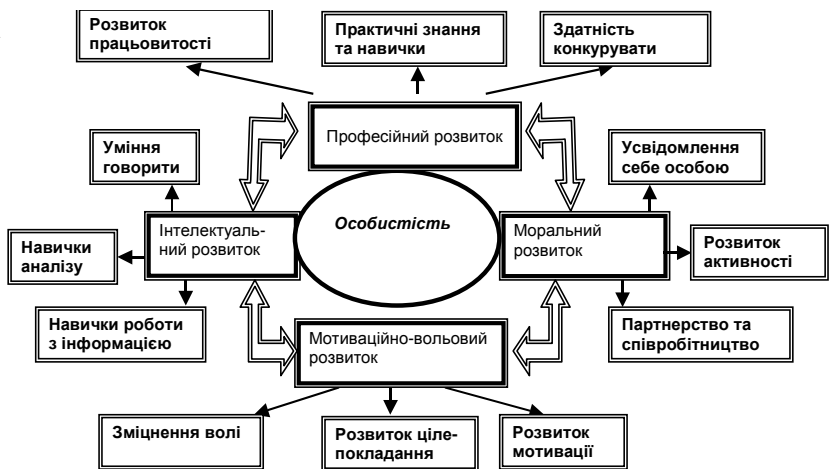 Розвиток
працьовитості
Практичні знання
та навички
Здатність
конкурувати
Професійний розвиток
Уміння
говорити
Усвідомлення
себе особою
Інтелектуаль-
ний розвиток
Особистість
Моральний
розвиток
Навички
аналізу
Розвиток
активності
Навички роботи
з інформацією
Мотиваційно-вольовий
розвиток
Партнерство та
співробітництво
Зміцнення волі
Розвиток ціле-
покладання
Розвиток
мотивації